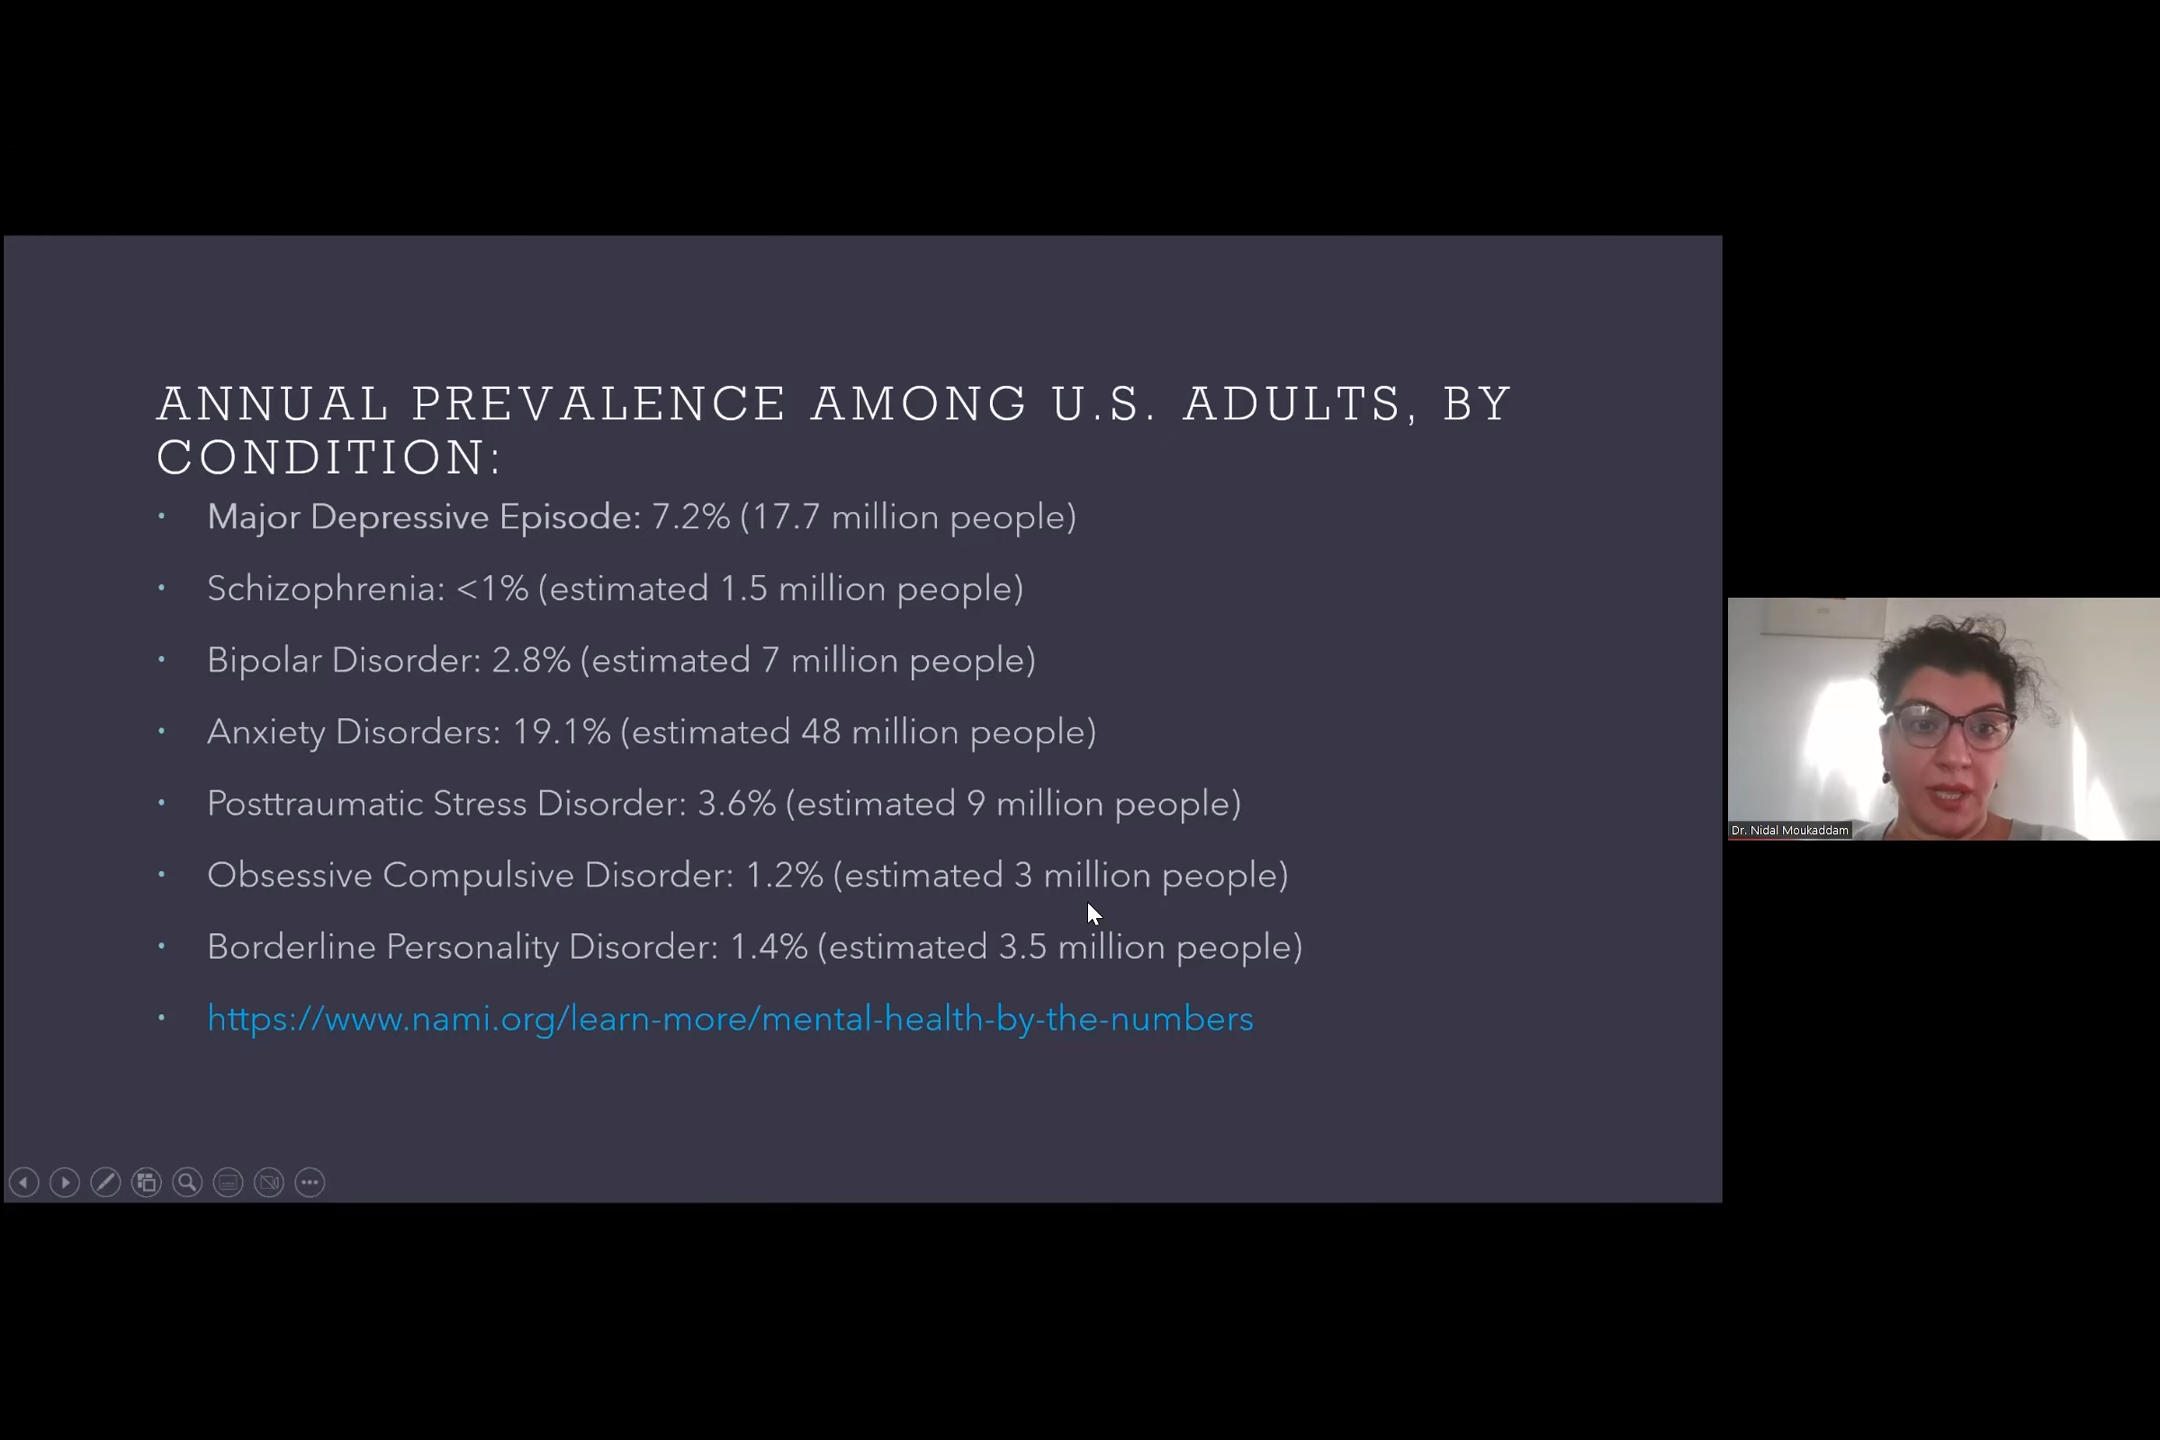 ANNUAL PREVALENCE AMONG U.S. ADULTS, BY
CONDITION:
• Major Depressive Episode: 7.2% (17.7 million people)
• Schizophrenia: <1% (estimated 1.5 million people)
• Bipolar Disorder: 2.8% (estimated 7 million people)
• Anxiety Disorders: 19.1% (estimated 48 million people)
• Posttraumatic Stress Disorder: 3.6% (estimated 9 million people)
• Obsessive Compulsive Disorder: 1.2% (estimated 3 million people)
• Borderline Personality Disorder: 1.4% (estimated 3.5 million people)
• https://www.nami.org/learn-more/mental-health-by-the-numbers
Dr. Nidal Moukaddam